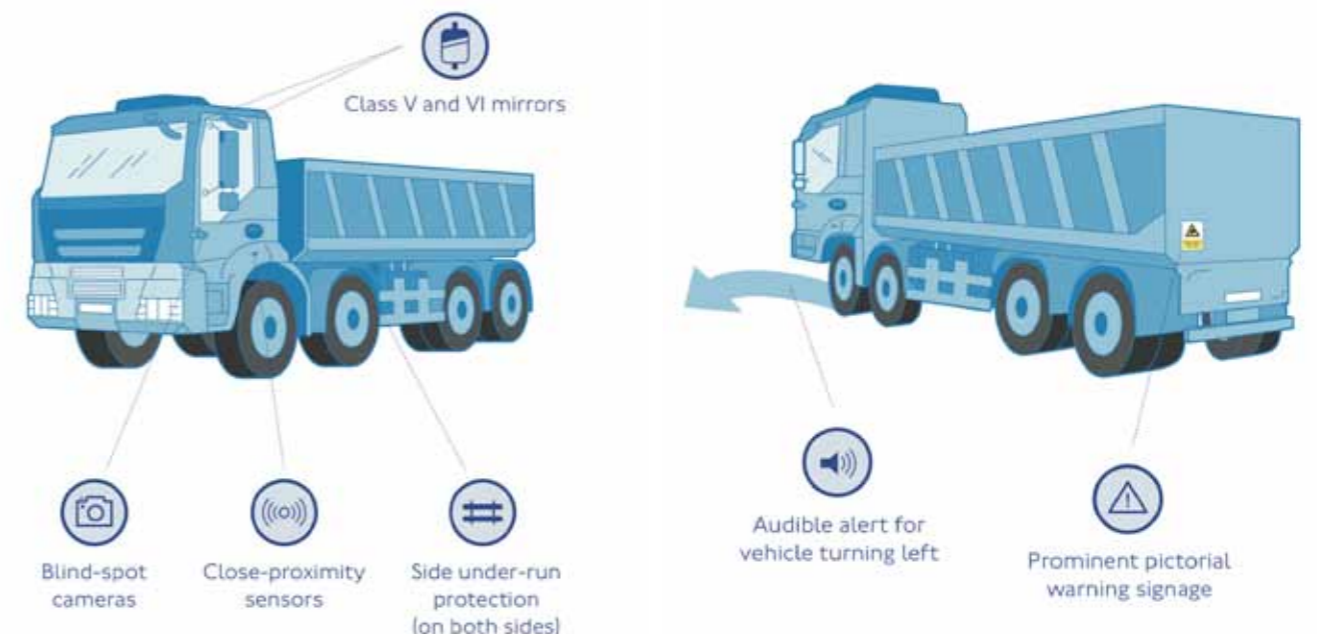 Class V and VI mirrors
Blind-spot
cameras
Close-proximity
sensors
Side under-run
protection
(on both sides)
Audible alert for
vehicle turning left
Prominent pictorial
warning signage